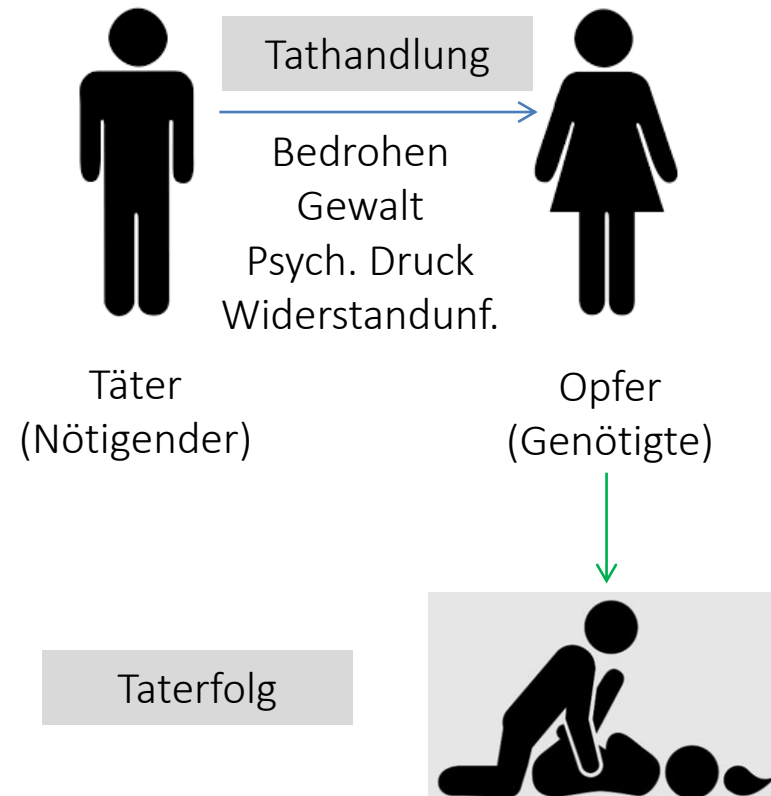 Tathandlung
Bedrohen
Gewalt
Psych. Druck
Widerstandunf.
Täter
(Nötigender)
Opfer
(Genötigte)
Taterfolg